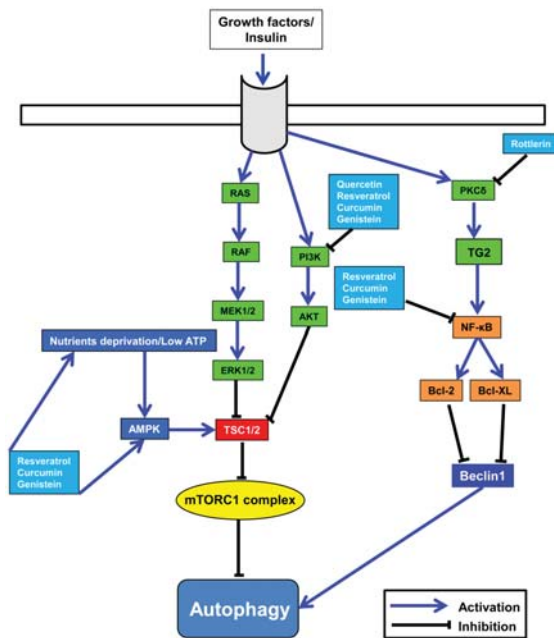 Growth factors/
Insulin
Rottlerin
RAS
Quercetin
Resveratrol
Curcumin
Genistein
PKCδ
RAF
PI3K
TG2
Resveratrol
Curcumin
Genistein
MEK1/2
AKT
NF-κB
Nutrients deprivation/Low ATP
ERK1/2
Bcl-2
Bcl-XL
AMPK
TSC1/2
Resveratrol
Curcumin
Genistein
Beclin1
mTORC1 complex
Autophagy
Activation
Inhibition